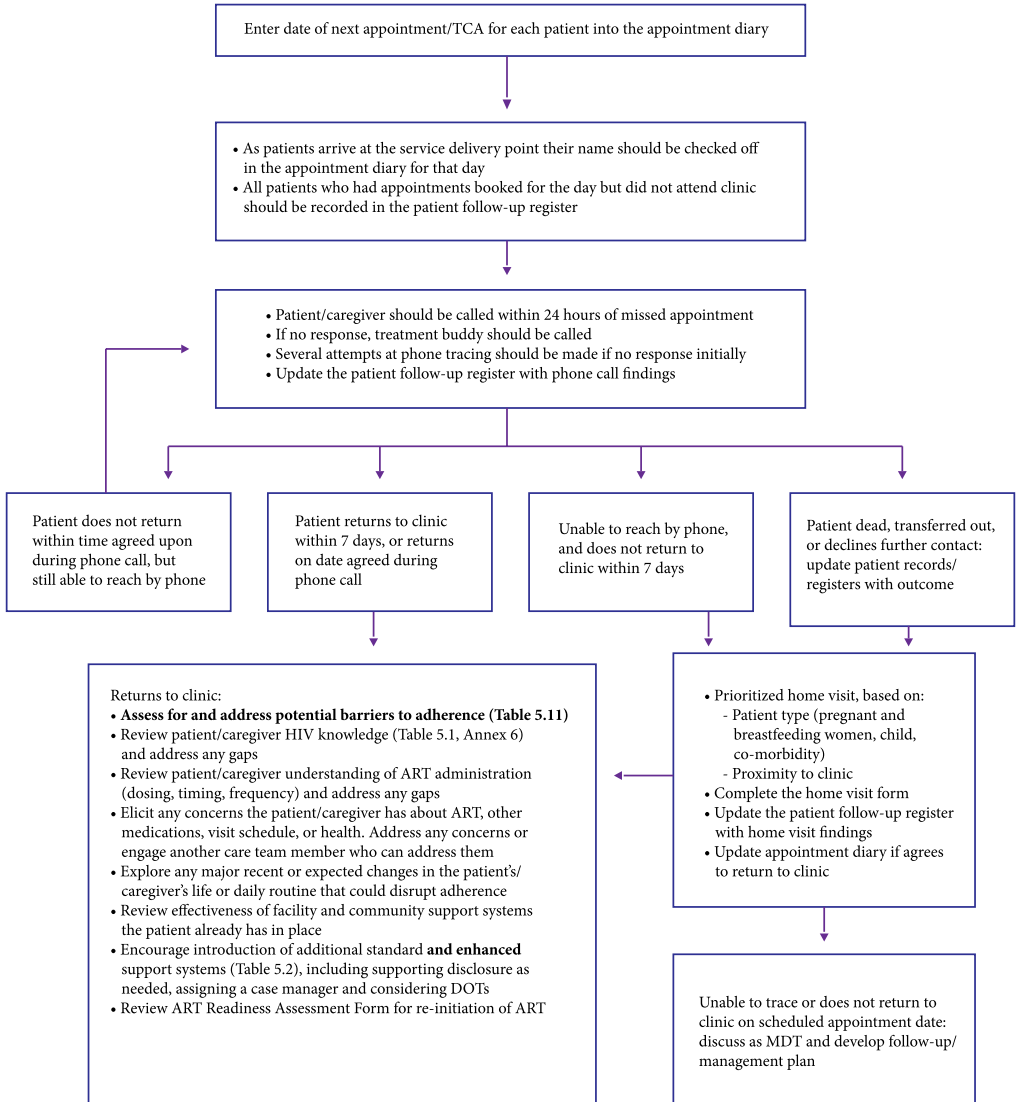 Enter date of next appointment/TCA for each patient into the appointment diary
• As patients arrive at the service delivery point their name should be checked off
in the appointment diary for that day
• All patients who had appointments booked for the day but did not attend clinic
should be recorded in the patient follow-up register
• Patient/caregiver should be called within 24 hours of missed appointment
• If no response, treatment buddy should be called
• Several attempts at phone tracing should be made if no response initially
• Update the patient follow-up register with phone call findings
Patient does not return
within time agreed upon
during phone call, but
still able to reach by phone
Patient returns to clinic
within 7 days, or returns
on date agreed during
phone call
Unable to reach by phone,
and does not return to
clinic within 7 days
Patient dead, transferred out,
or declines further contact:
update patient records/
registers with outcome
Returns to clinic:
• Assess for and address potential barriers to adherence (Table 5.11)
• Review patient/caregiver HIV knowledge (Table 5.1, Annex 6)
and address any gaps
• Review patient/caregiver understanding of ART administration
(dosing, timing, frequency) and address any gaps
• Elicit any concerns the patient/caregiver has about ART, other
medications, visit schedule, or health. Address any concerns or
engage another care team member who can address them
• Explore any major recent or expected changes in the patient's/
caregiver's life or daily routine that could disrupt adherence
• Review effectiveness of facility and community support systems
the patient already has in place
• Encourage introduction of additional standard and enhanced
support systems (Table 5.2), including supporting disclosure as
needed, assigning a case manager and considering DOTs
• Review ART Readiness Assessment Form for re-initiation of ART
• Prioritized home visit, based on:
- Patient type (pregnant and
breastfeeding women, child,
co-morbidity)
- Proximity to clinic
• Complete the home visit form
• Update the patient follow-up register
with home visit findings
• Update appointment diary if agrees
to return to clinic
Unable to trace or does not return to
clinic on scheduled appointment date:
discuss as MDT and develop follow-up/
management plan